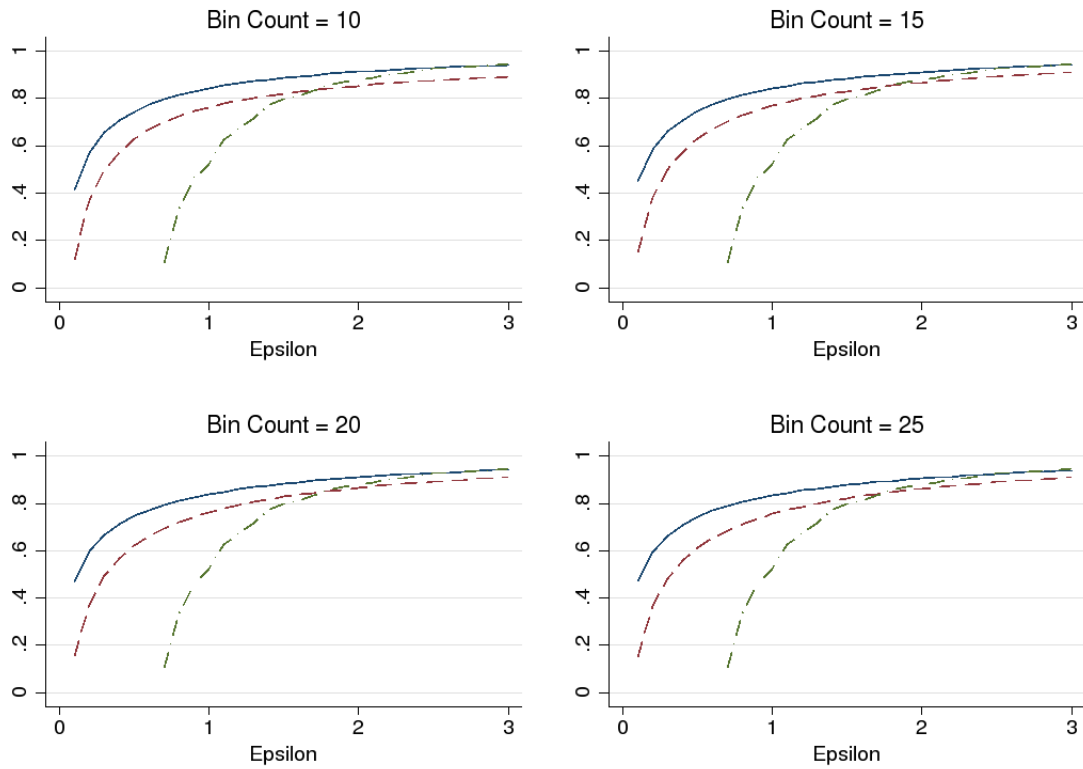 Bin Count = 10
1
.8
.6
.4
.2
0
0 1 2 3
Epsilon
Bin Count = 15
1
.8
.6
.4
.2
0
0 1 2 3
Epsilon
Bin Count = 20
1
.8
.6
.4
.2
0
0 1 2 3
Epsilon
Bin Count = 25
1
.8
.6
.4
.2
0
0 1 2 3
Epsilon